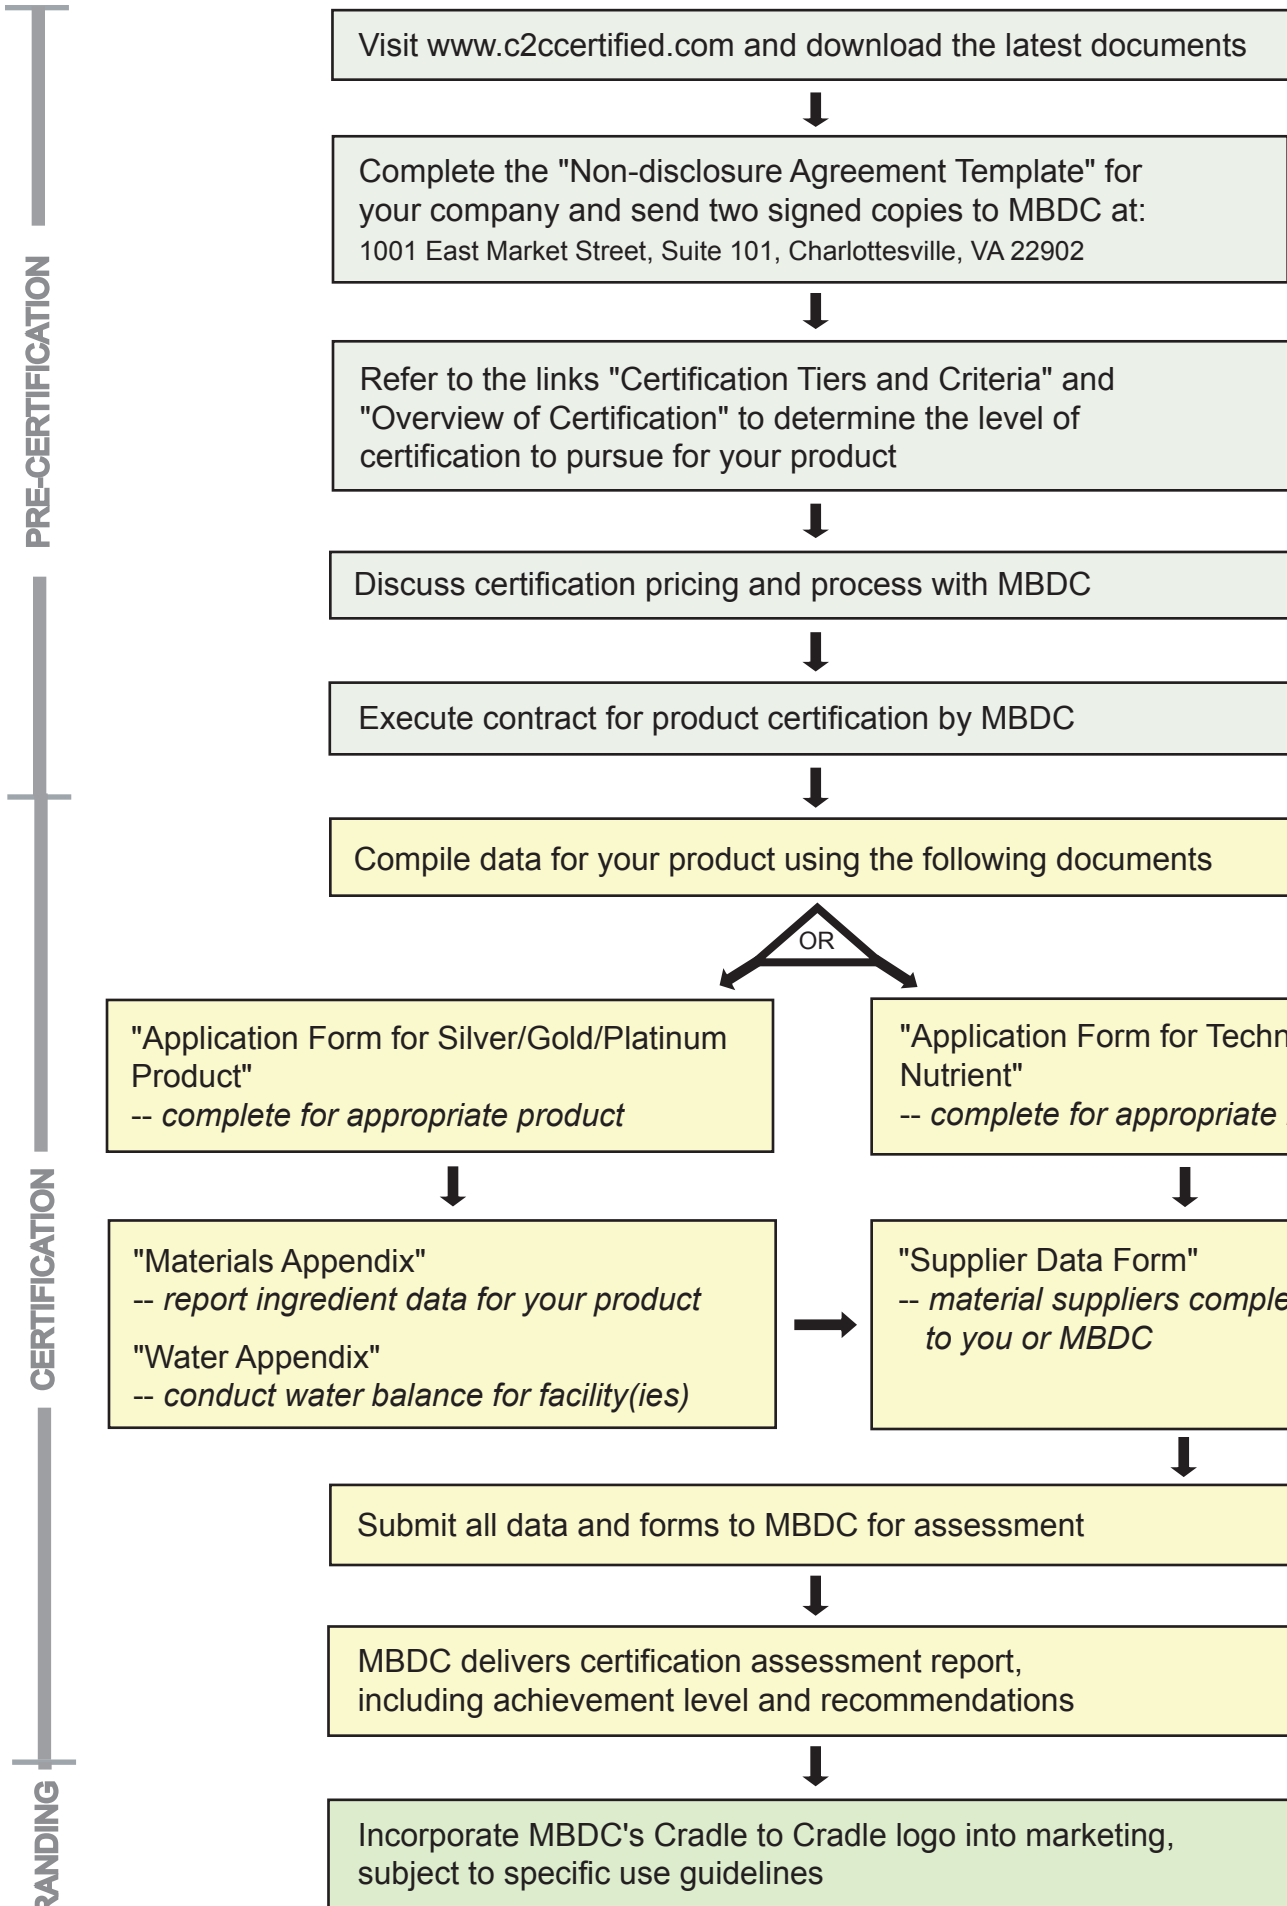 Visit www.c2ccertified.com and download the latest documents
Complete the "Non-disclosure Agreement Template" for
your company and send two signed copies to MBDC at:
1001 East Market Street, Suite 101, Charlottesville, VA 22902
PRE-CERTIFICATION
Refer to the links "Certification Tiers and Criteria" and
"Overview of Certification" to determine the level of
certification to pursue for your product
Discuss certification pricing and process with MBDC
Execute contract for product certification by MBDC
Compile data for your product using the following documents
OR
"Application Form for Silver/Gold/Platinum
Product"
-- complete for appropriate product
"Application Form for
Nutrient"
-- complete for appropriate
CERTIFICATION
"Materials Appendix"
-- report ingredient data for your product
"Water Appendix"
-- conduct water balance for facility(ies)
"Supplier Data Form"
-- material suppliers
to you or MBDC
Submit all data and forms to MBDC for assessment
MBDC delivers certification assessment report,
including achievement level and recommendations
Incorporate MBDC's Cradle to Cradle logo into marketing,
subject to specific use guidelines